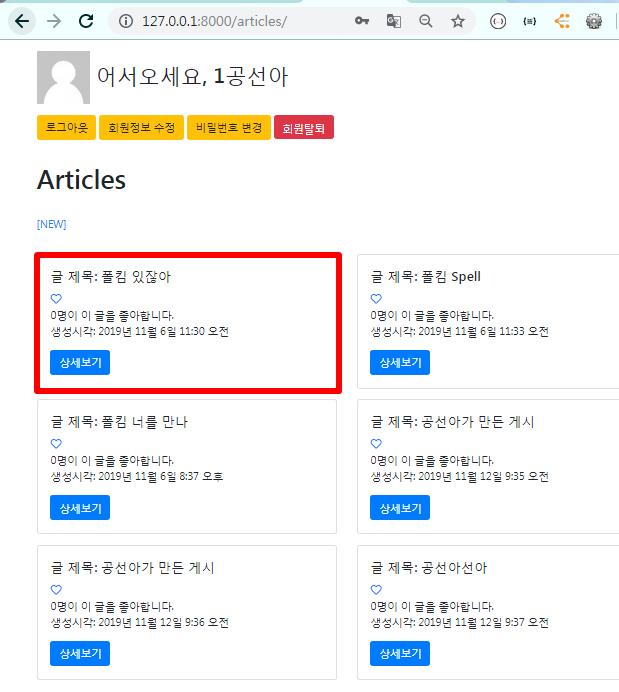 127.0.0.1:8000/articles/
어서오세요, 1공선아
로그아웃 회원정보 수정 비밀번호 변경 회원탈퇴
Articles
[NEW]
글 제목: 폴킴 있잖아
0명이 이 글을 좋아합니다.
생성시각: 2019년 11월 6일 11:30 오전
상세보기
글 제목: 폴킴 Spell
0명이 이 글을 좋아합니다.
생성시각: 2019년 11월 6일 11:33 오전
상세보기
글 제목: 폴킴 너를 만나
0명이 이 글을 좋아합니다.
생성시각: 2019년 11월 6일 8:37 오후
상세보기
글 제목: 공선아가 만든 게시
0명이 이 글을 좋아합니다.
생성시각: 2019년 11월 12일 9:35 오전
상세보기
글 제목: 공선아가 만든 게시
0명이 이 글을 좋아합니다.
생성시각: 2019년 11월 12일 9:36 오전
상세보기
글 제목: 공선아선아
0명이 이 글을 좋아합니다.
생성시각: 2019년 11월 12일 9:37 오전
상세보기